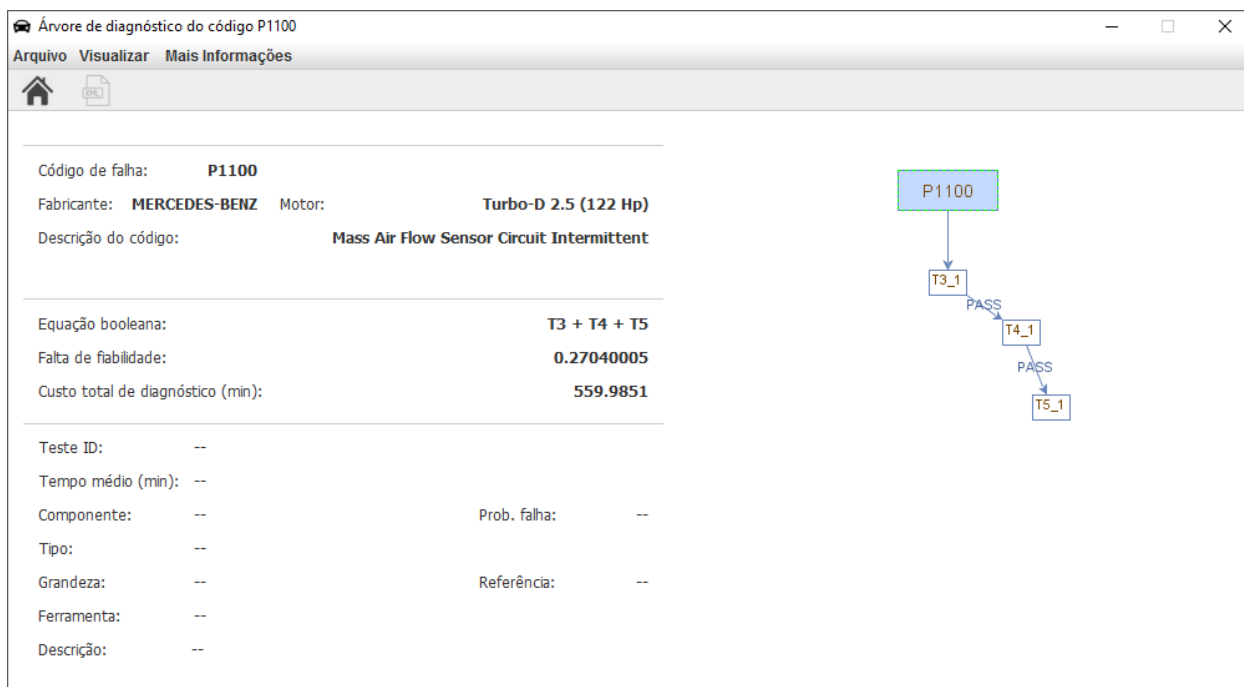 Árvore de diagnóstico do código P1100
Arquivo Visualizar Mais Informações
XML
Código de falha: P1100
Fabricante: MERCEDES-BENZ Motor: Turbo-D 2.5 (122 Hp)
Descrição do código: Mass Air Flow Sensor Circuit Intermittent
Equação booleana: T3 + T4 + T5
Falta de fiabilidade: 0.27040005
Custo total de diagnóstico (min): 559.9851
Teste ID: --
Tempo médio (min): --
Componente: -- Prob. falha: --
Tipo: --
Grandeza: -- Referência: --
Ferramenta: --
Descrição: --
P1100
T3_1
PASS
T4_1
PASS
T5_1